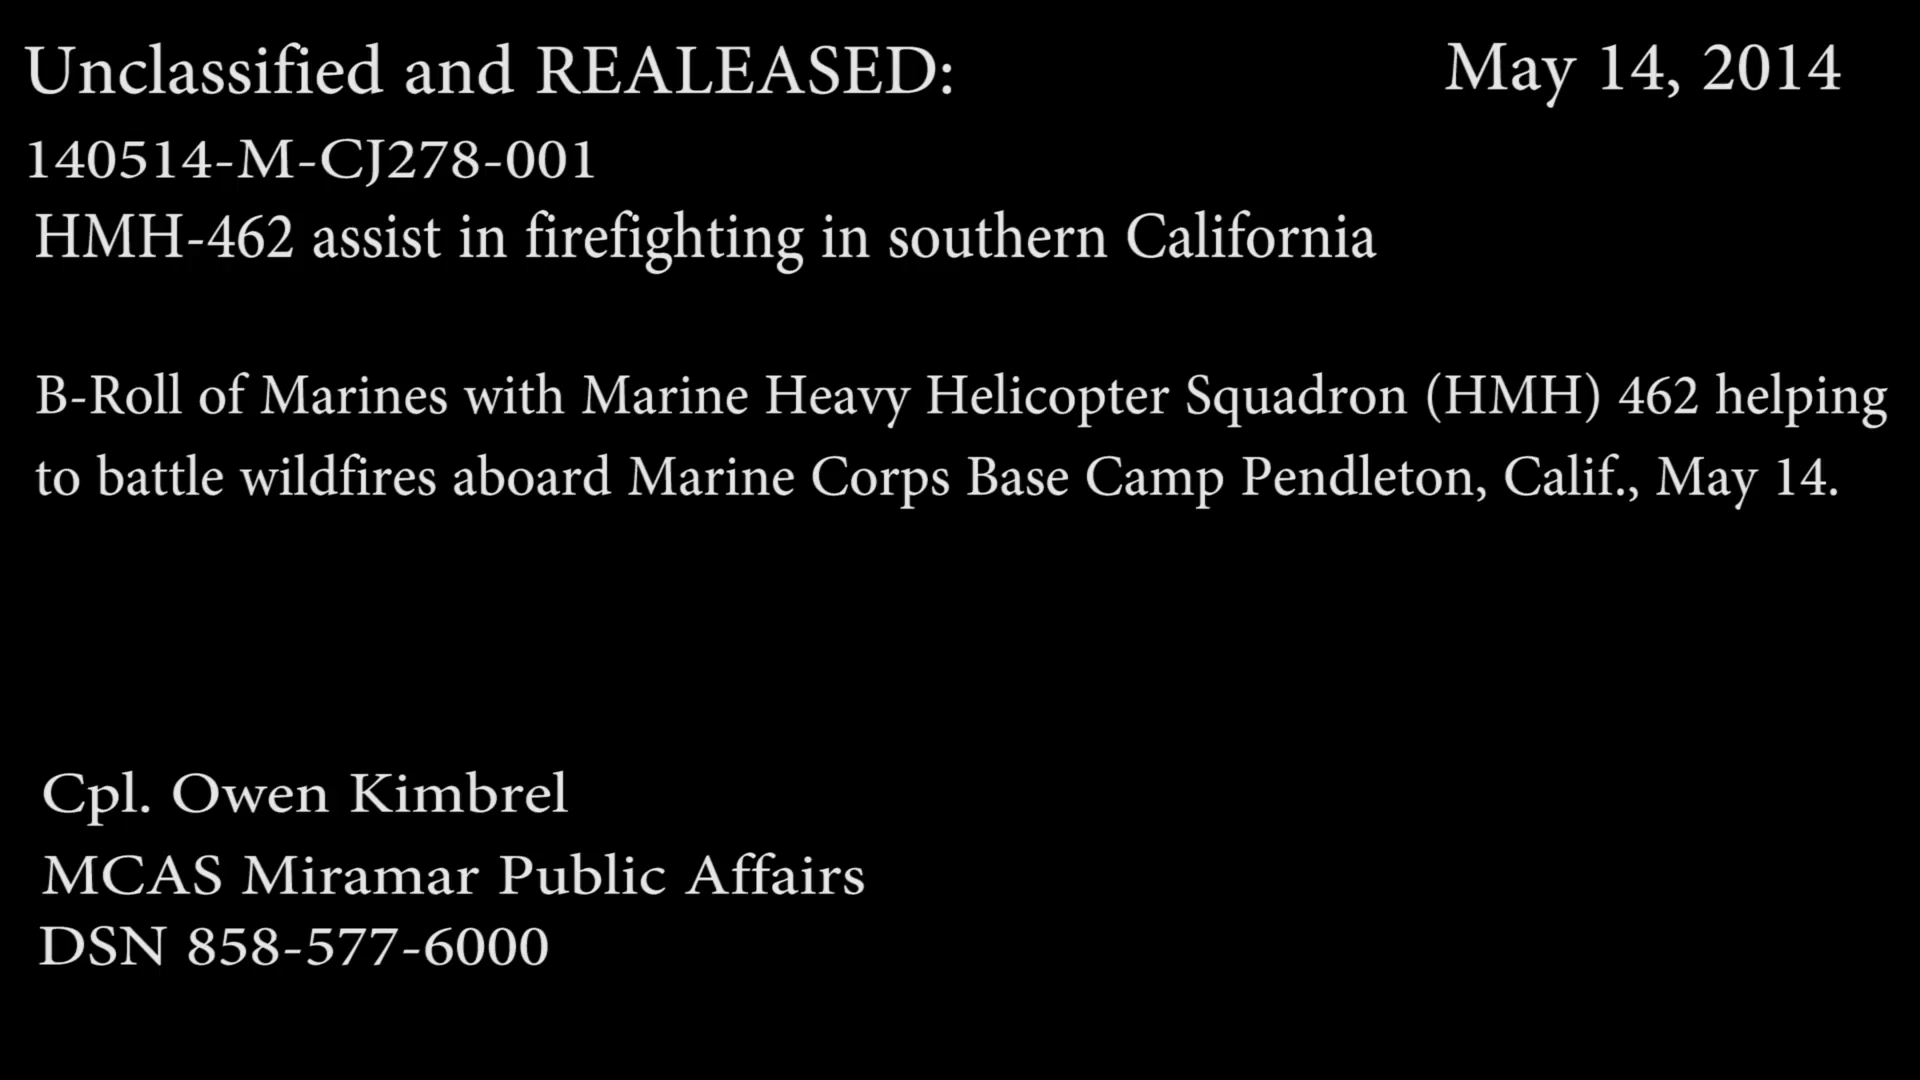 Unclassified and REALEASED: May 14, 2014
140514-M-CJ278-001
HMH-462 assist in firefighting in southern California
B-Roll of Marines with Marine Heavy Helicopter Squadron (HMH) 462 helping
to battle wildfires aboard Marine Corps Base Camp Pendleton, Calif., May 14.
Cpl. Owen Kimbrel
MCAS Miramar Public Affairs
DSN 858-577-6000